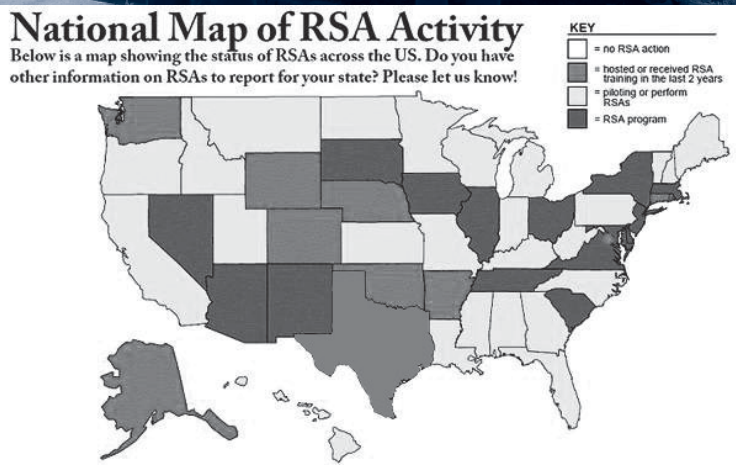 National Map of RSA Activity
Below is a map showing the status of RSAs across the US. Do you have
other information on RSAs to report for your state? Please let us know!
KEY
= no RSA action
= hosted or received RSA
training in the last 2 years
= piloting or perform
RSAs
= RSA program